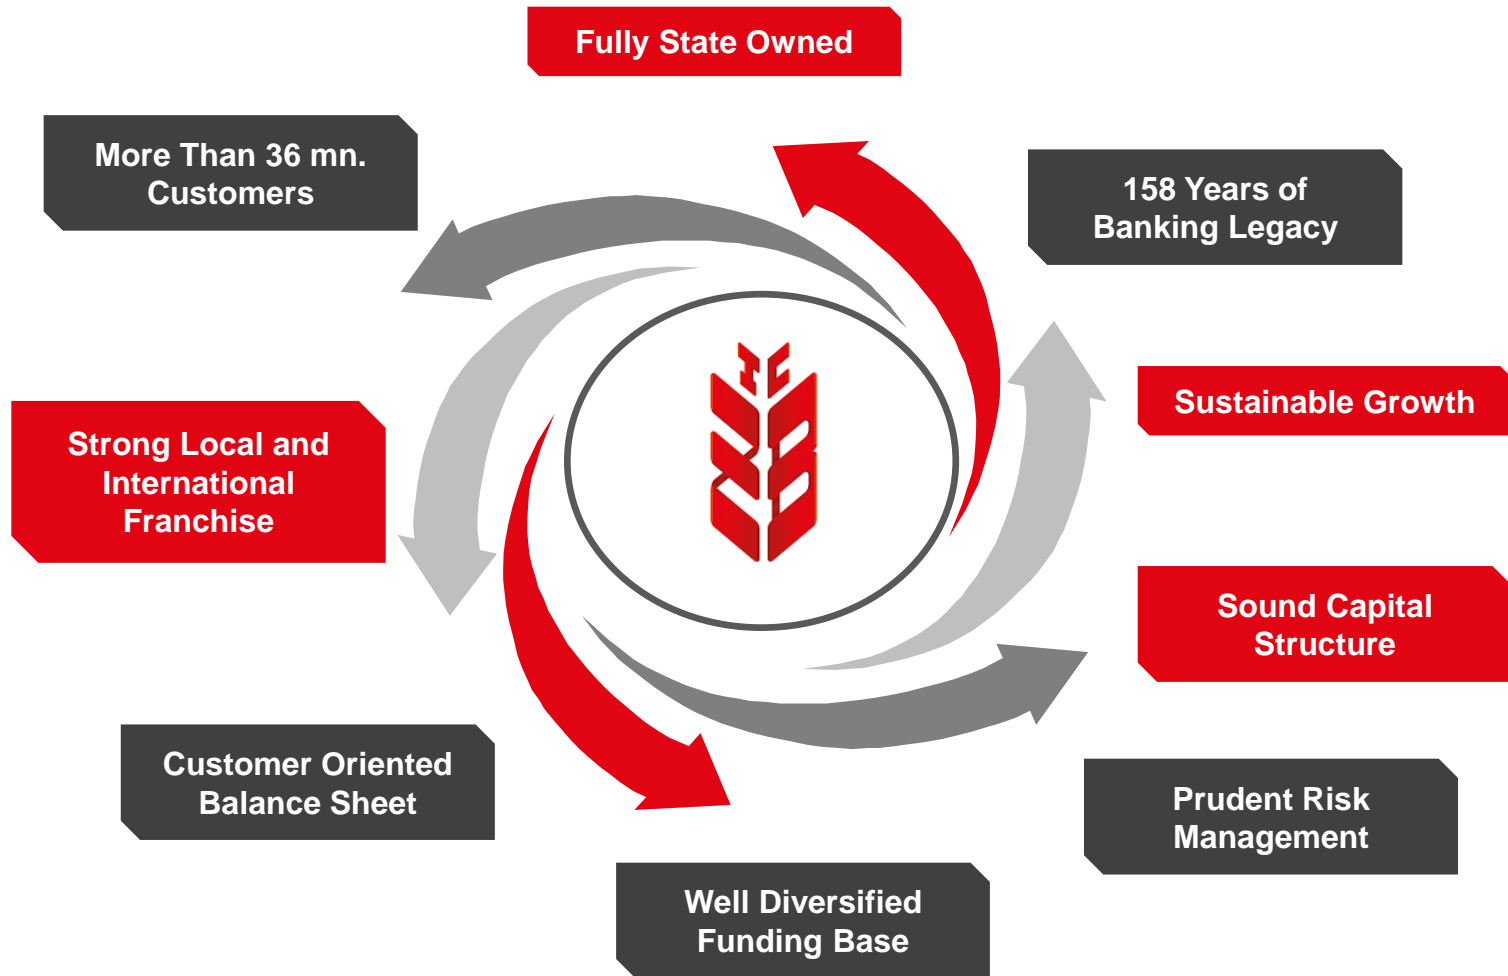 Fully State Owned
More Than 36 mn.
Customers
158 Years of
Banking Legacy
Sustainable Growth
Strong Local and
International
Franchise
Sound Capital
Structure
Customer Oriented
Balance Sheet
Prudent Risk
Management
Well Diversified
Funding Base
TC